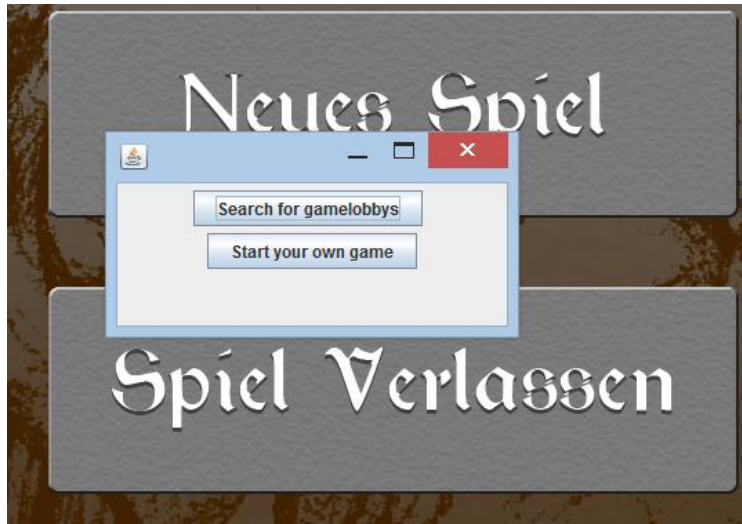 Neues Spiel
Search for gamelobbys
Start your own game
Spiel Verlassen